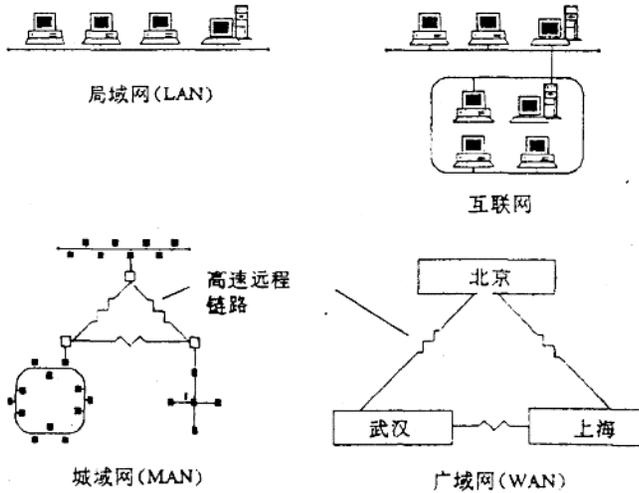 局域网(LAN)
互联网
高速远程
链路
北京
武汉
上海
城域网(MAN)
广域网(WAN)